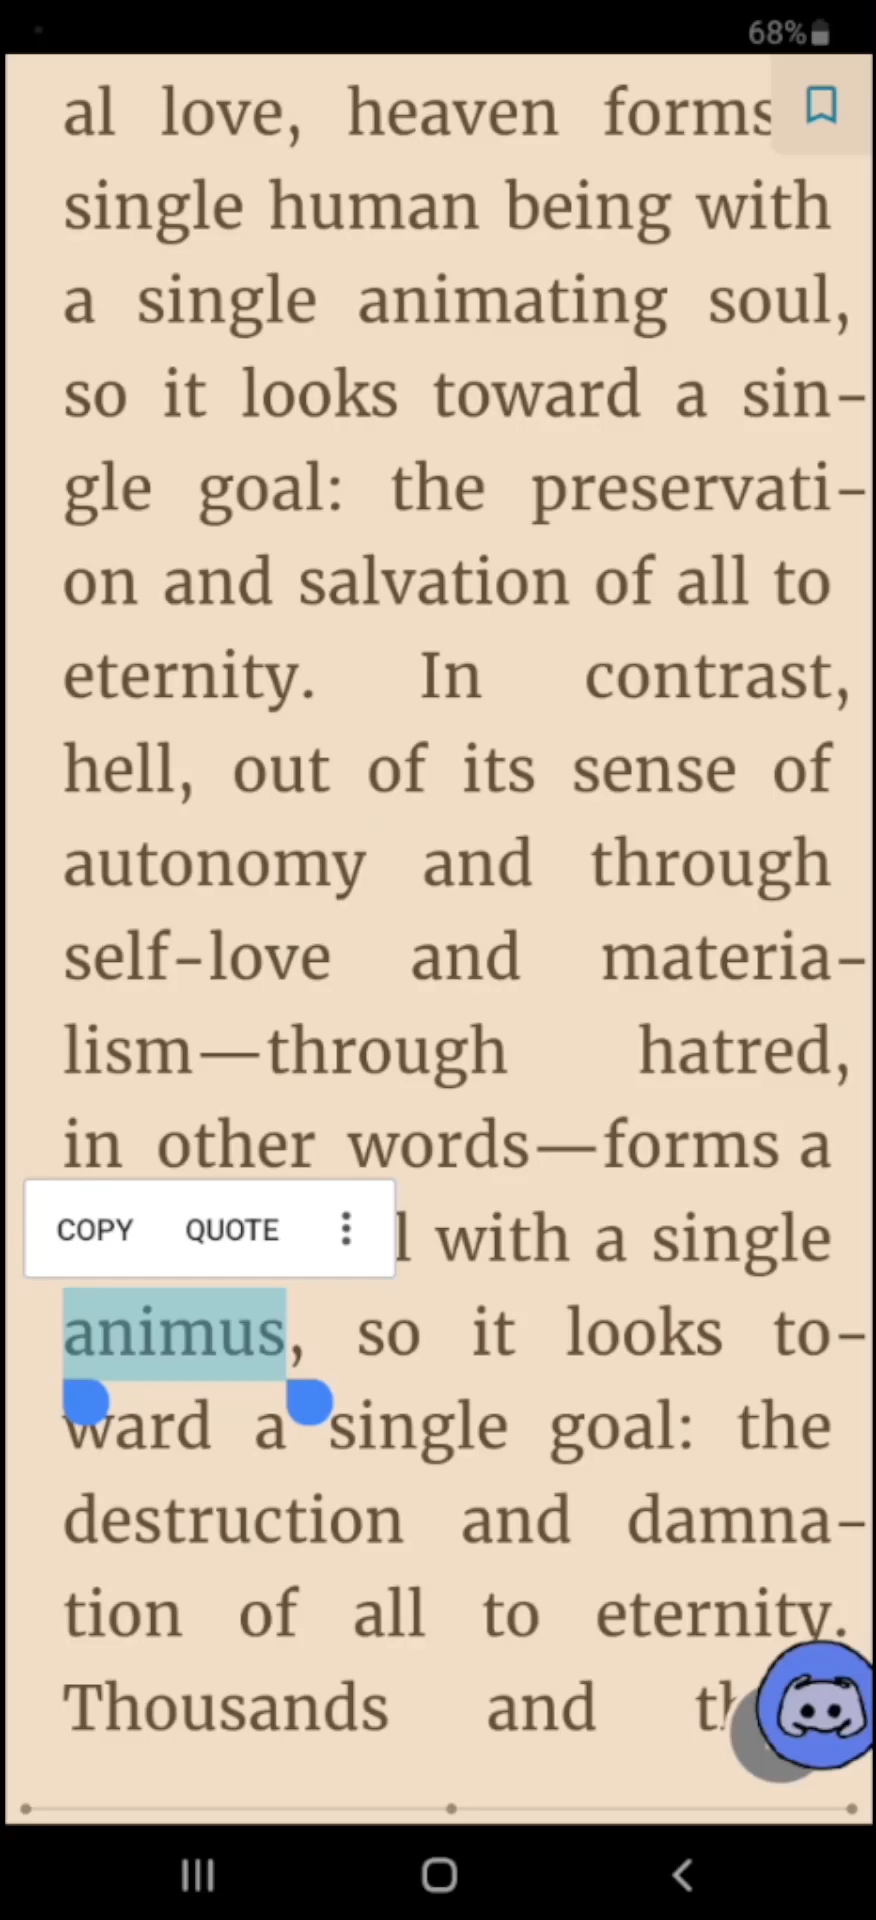 68%
al love, heaven forms
single human being with
a single animating soul,
so it looks toward a sin-
gle goal: the preservati-
on and salvation of all to
eternity. In contrast,
hell, out of its sense of
autonomy and through
self-love and materia-
lism—through hatred,
in other words—forms a
COPY QUOTE
with a single
animus, so it looks to-
ward a single goal: the
destruction and damna-
tion of all to eternity.
Thousands and